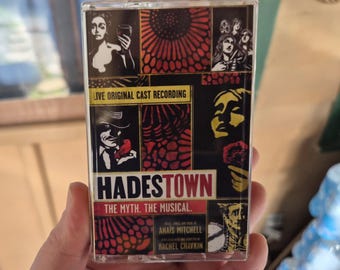 LIVE ORIGINAL CAST RECORDING
HADESTOWN
THE MYTH. THE MUSICAL.
ANAÏS MITCHELL
RACHEL CHAVKIN